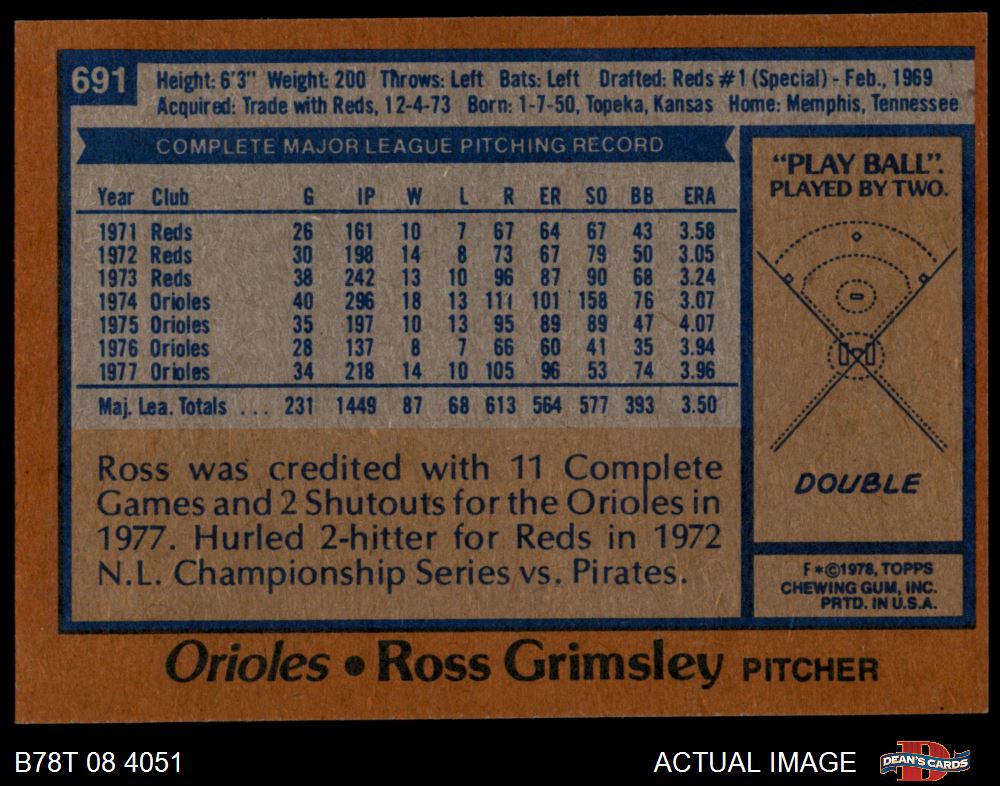 691
Height: 6'3" Weight: 200 Throws: Left Bats: Left Drafted: Reds #1 (Special) - Feb., 1969
Acquired: Trade with Reds, 12-4-73 Born: 1-7-50, Topeka, Kansas Home: Memphis, Tennessee
COMPLETE MAJOR LEAGUE PITCHING RECORD
Year Club G IP W L R ER SO BB ERA
1971 Reds 26 161 10 7 67 64 67 43 3.58
1972 Reds 30 198 14 8 73 67 79 50 3.05
1973 Reds 38 242 13 10 96 87 90 68 3.24
1974 Orioles 40 296 18 13 111 101 158 76 3.07
1975 Orioles 35 197 10 13 95 89 89 47 4.07
1976 Orioles 28 137 8 7 66 60 41 35 3.94
1977 Orioles 34 218 14 10 105 96 53 74 3.96
Maj. Lea. Totals ... 231 1449 87 68 613 564 577 393 3.50
Ross was credited with 11 Complete
Games and 2 Shutouts for the Orioles in
1977. Hurled 2-hitter for Reds in 1972
N.L. Championship Series vs. Pirates.
"PLAY BALL".
PLAYED BY TWO.
DOUBLE
F*©1978, TOPPS
CHEWING GUM, INC.
PRTD. IN U.S.A.
Orioles • Ross Grimsley PITCHER
B78T 08 4051
ACTUAL IMAGE
D
DEAN'S CARDS